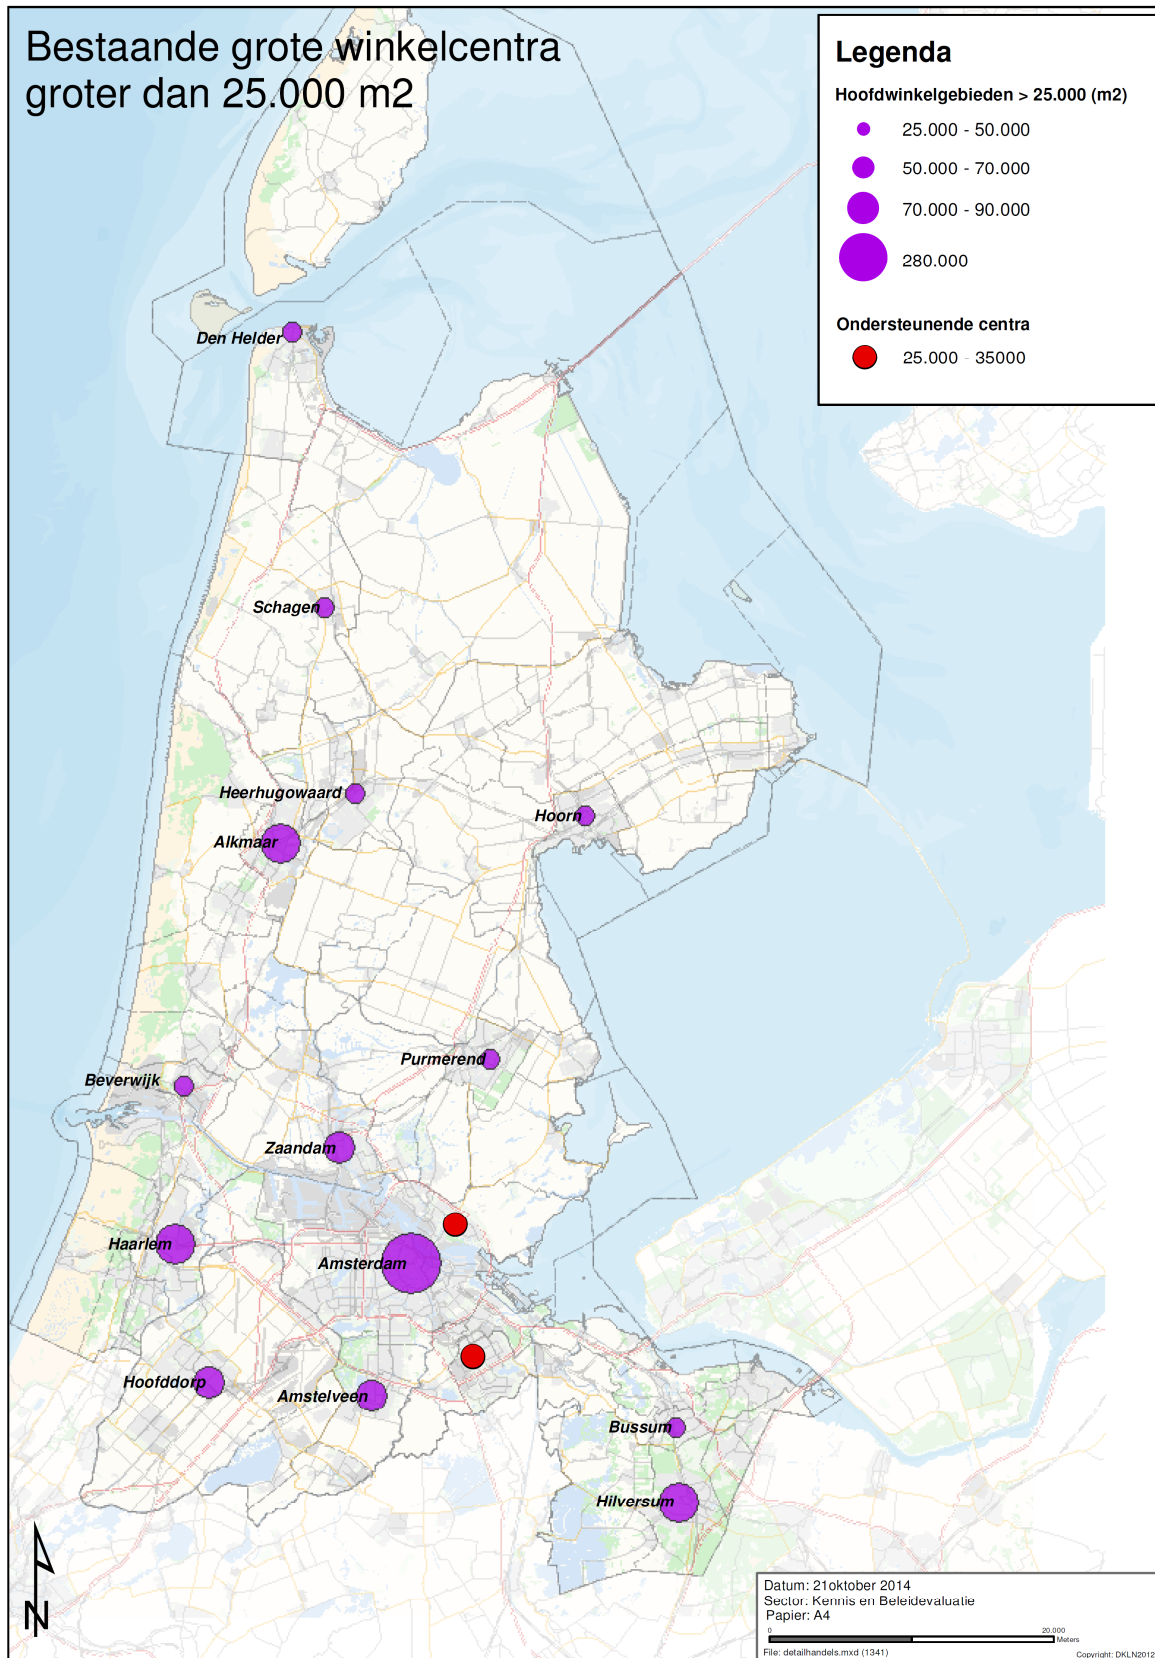 Bestaande grote winkelcentra
groter dan 25.000 m2
Legenda
Hoofdwinkelgebieden > 25.000 (m2)
25.000 - 50.000
50.000 - 70.000
70.000 - 90.000
280.000
Ondersteunende centra
25.000 - 35000
Den Helder
Schagen
Heerhugowaard
Hoorn
Alkmaar
Purmerend
Beverwijk
Zaandam
Haarlem
Amsterdam
Hoofddorp
Amstelveen
Bussum
Hilversum
N
Datum: 21oktober 2014
Sector: Kennis en Beleidevaluatie
Papier: A4
0 20.000
Meters
File: detailhandels.mxd (1341)
Copyright: DKLN2012